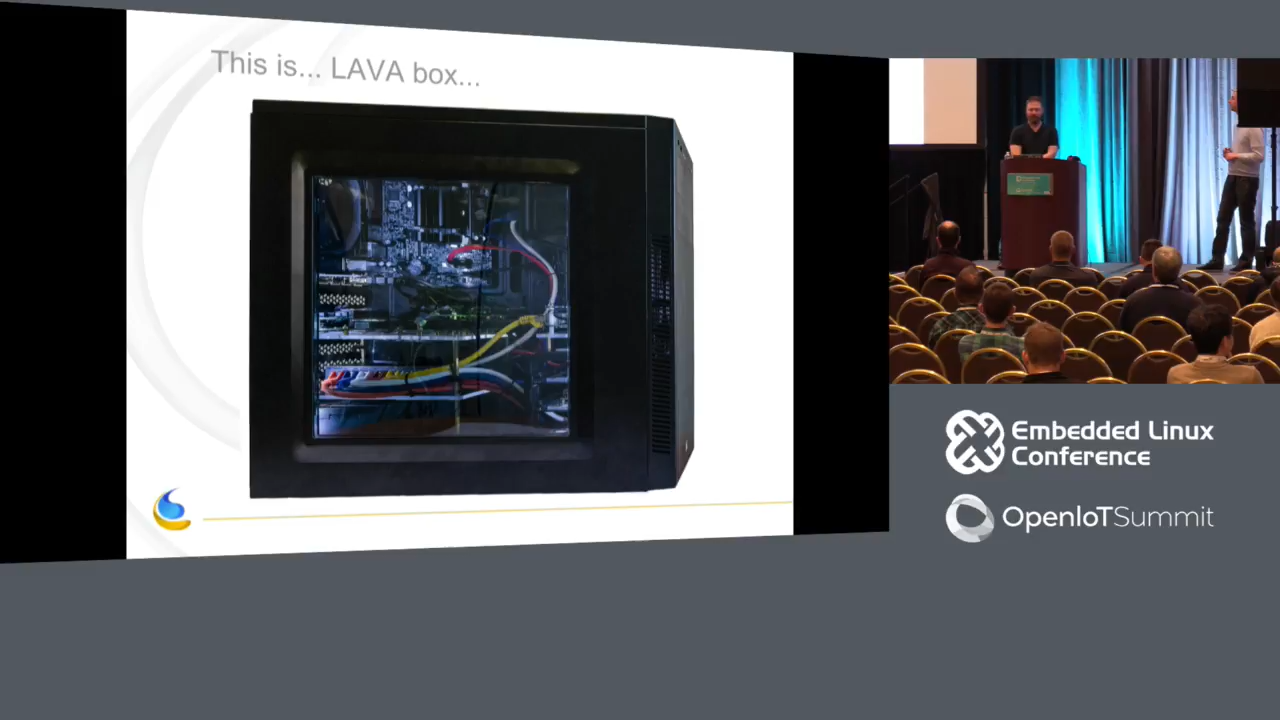 This is... LAVA box...
Embedded Linux
Conference
OpenIoTSummit